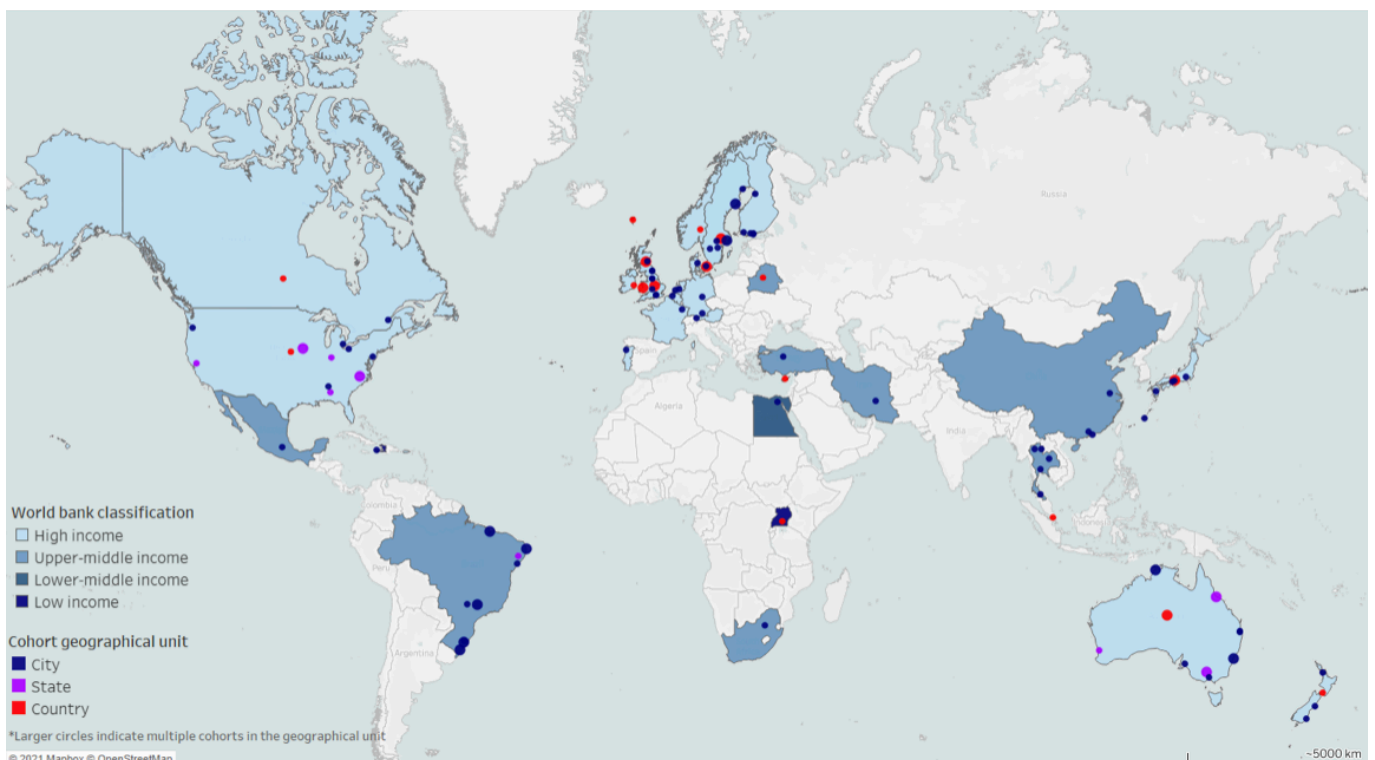 Russia
Spain
Algeria
India
Colombia
Indonesia
Peru
Argentina
World bank classification
High income
Upper-middle income
Lower-middle income
Low income
Cohort geographical unit
City
State
Country
*Larger circles indicate multiple cohorts in the geographical unit
© 2021 Mapbox © OpenStreetMap
~5000 km